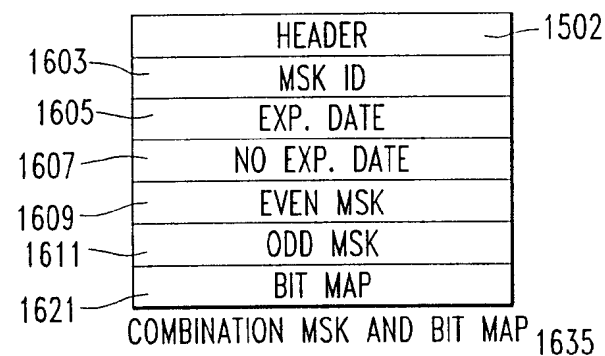 HEADER 1502
1603 MSK ID
1605 EXP. DATE
1607 NO EXP. DATE
1609 EVEN MSK
1611 ODD MSK
1621 BIT MAP
COMBINATION MSK AND BIT MAP 1635